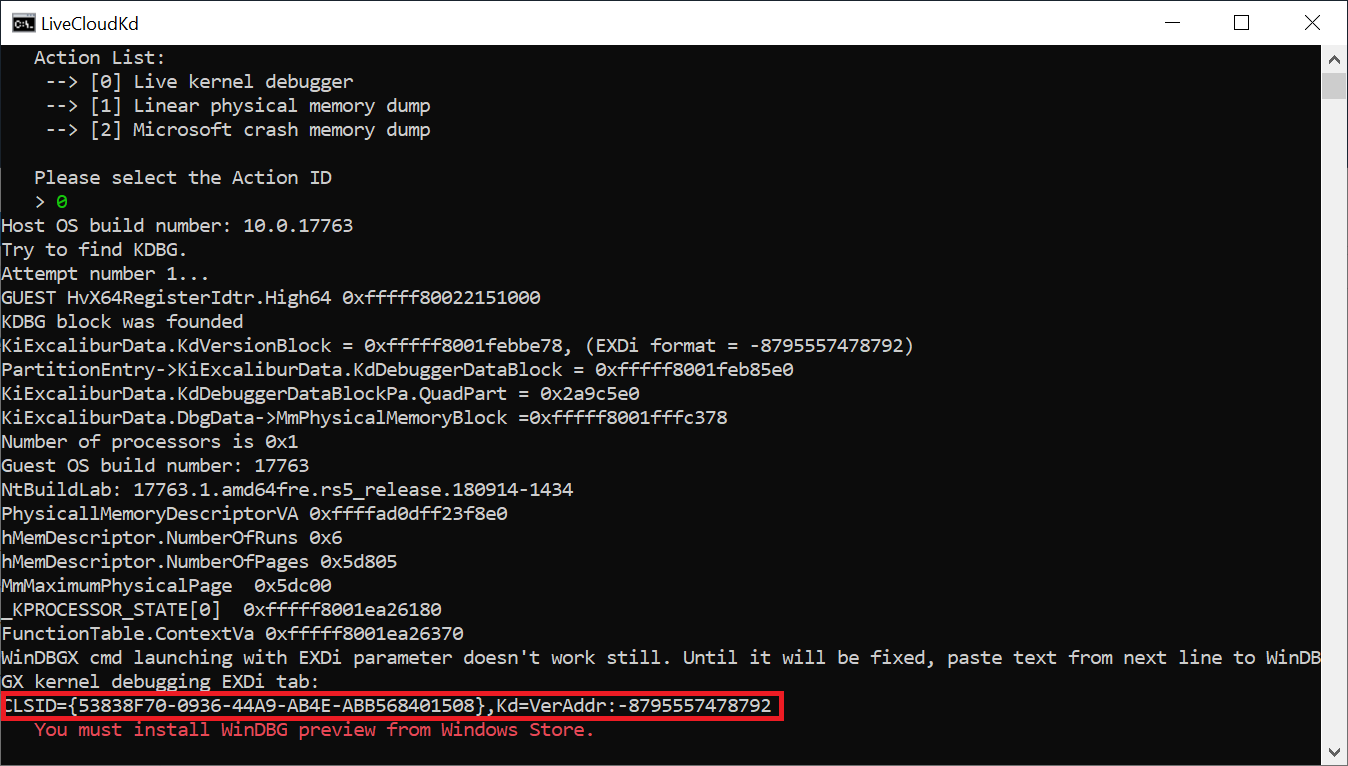 LiveCloudKd
Action List:
--> [0] Live kernel debugger
--> [1] Linear physical memory dump
--> [2] Microsoft crash memory dump
Please select the Action ID
> 0
Host OS build number: 10.0.17763
Try to find KDBG.
Attempt number 1...
GUEST HvX64RegisterIdtr.High64 0xfffff80022151000
KDBG block was founded
KiExcaliburData.KdVersionBlock = 0xfffff8001febbe78, (EXDi format = -8795557478792)
PartitionEntry->KiExcaliburData.KdDebuggerDataBlock = 0xfffff8001feb85e0
KiExcaliburData.KdDebuggerDataBlockPa.QuadPart = 0x2a9c5e0
KiExcaliburData.DbgData->MmPhysicalMemoryBlock =0xfffff8001fffc378
Number of processors is 0x1
Guest OS build number: 17763
NtBuildLab: 17763.1.amd64fre.rs5_release.180914-1434
PhysicallMemoryDescriptorVA 0xffffad0dff23f8e0
hMemDescriptor.NumberOfRuns 0x6
hMemDescriptor.NumberOfPages 0x5d805
MmMaximumPhysicalPage  0x5dc00
_KPROCESSOR_STATE[0]  0xfffff8001ea26180
FunctionTable.ContextVa 0xfffff8001ea26370
WinDBGX cmd launching with EXDi parameter doesn't work still. Until it will be fixed, paste text from next line to WinDB
GX kernel debugging EXDi tab:
CLSID={53838F70-0936-44A9-AB4E-ABB568401508},Kd=VerAddr:-8795557478792
You must install WinDBG preview from Windows Store.